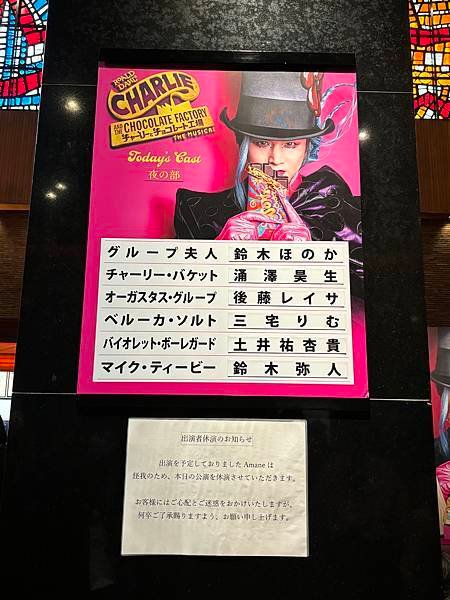 ROALD
DAHL
CHARLIE
AND THE CHOCOLATE FACTORY
チャーリーとチョコレート工場
THE MUSICAL
Today's Cast
夜の部
グループ夫人 鈴木ほのか
チャーリー・バケット 涌澤昊生
オーガスタス・グループ 後藤レイサ
ベルーカ・ソルト 三宅りむ
バイオレット・ボーレガード 土井祐杏貴
マイク・ティービー 鈴木弥人
出演者休演のお知らせ
出演を予定しておりました Amane は
怪我のため、本日の公演を休演させていただきます。
お客様にはご心配とご迷惑をおかけいたしますが、
何卒ご了承賜りますよう、お願い申し上げます。